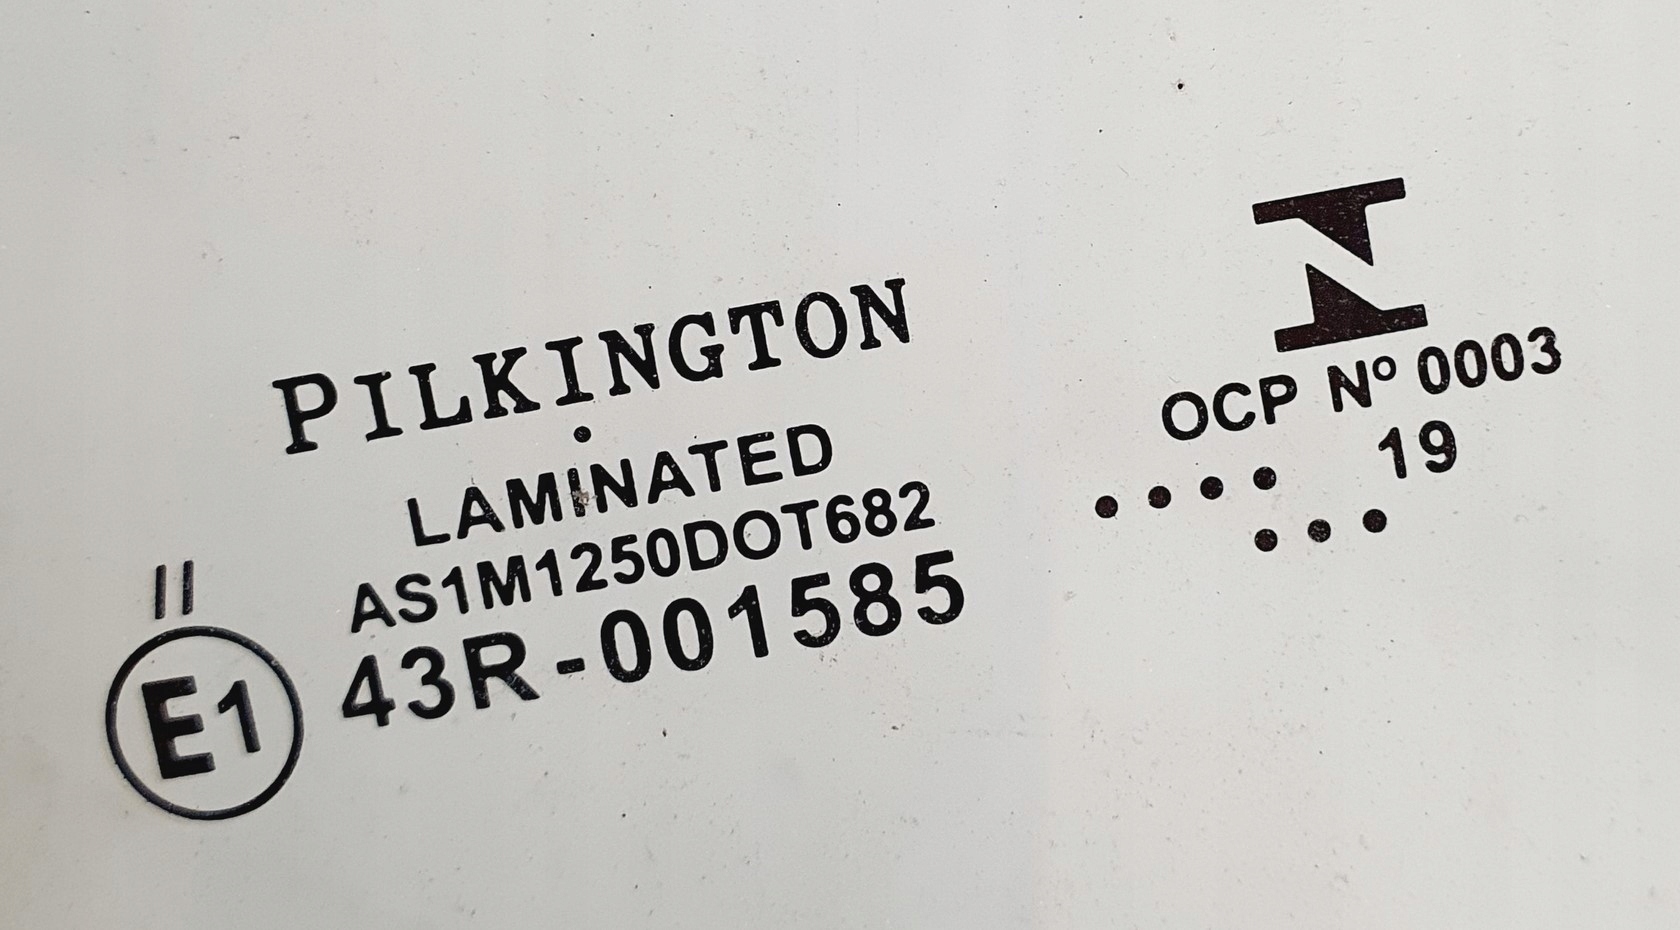 PILKINGTON
LAMINATED
AS1M1250DOT682
II
E1 43R-001585
OCP Nº 0003
19